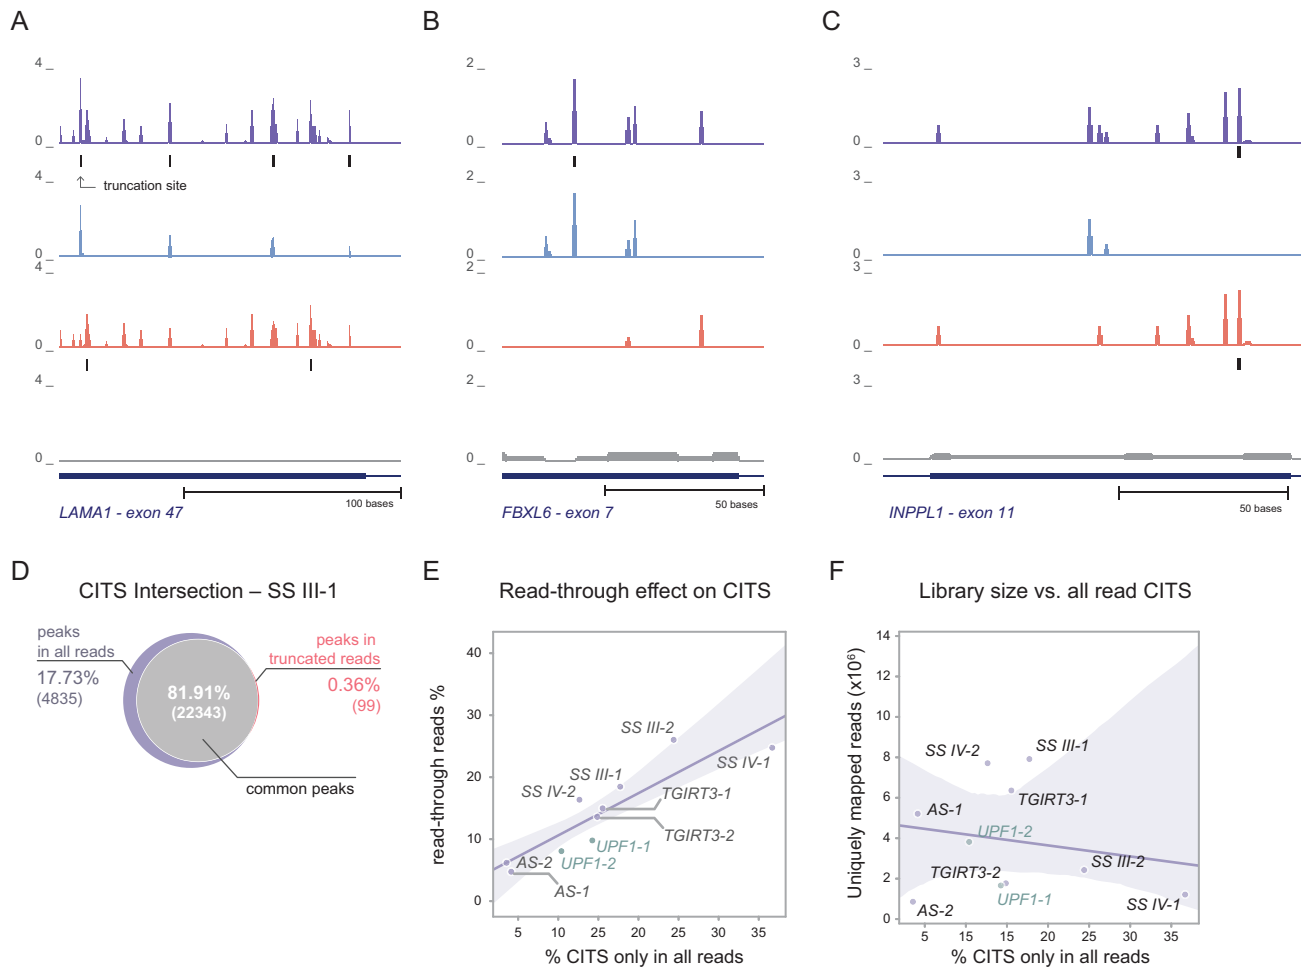 A
B
C
4
2
3
0
0
0
truncation site
4
2
3
0
0
0
4
2
3
0
0
0
4
2
3
0
0
0
100 bases
50 bases
50 bases
LAMA1 - exon 47
FBXL6 - exon 7
INPPL1 - exon 11
D
CITS Intersection – SS III-1
peaks
in all reads
17.73%
(4835)
81.91%
(22343)
peaks in
truncated reads
0.36%
(99)
common peaks
E
Read-through effect on CITS
read-through reads %
40
30
20
10
0
SS III-2
SS IV-1
SS III-1
SS IV-2
TGIRT3-1
TGIRT3-2
UPF1-1
UPF1-2
AS-2
AS-1
5
10
15
20
25
30
35
% CITS only in all reads
F
Library size vs. all read CITS
Uniquely mapped reads (x10⁶)
14
12
10
8
6
4
2
0
SS IV-2
SS III-1
TGIRT3-1
AS-1
UPF1-2
TGIRT3-2
SS III-2
UPF1-1
SS IV-1
AS-2
5
10
15
20
25
30
35
% CITS only in all reads